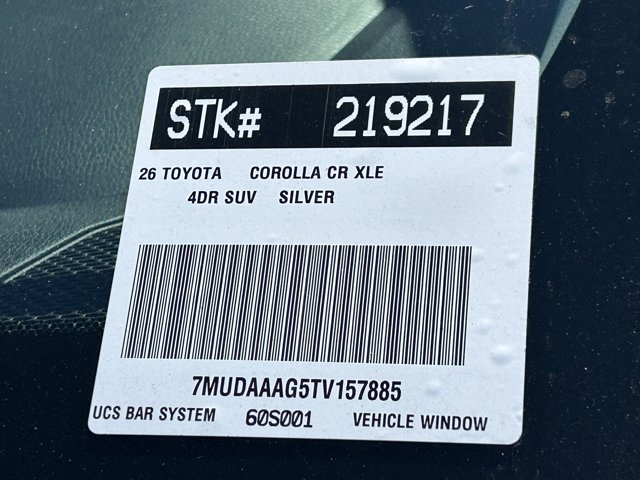 STK# 219217
26 TOYOTA COROLLA CR XLE
4DR SUV SILVER
7MUDAAAG5TV157885
UCS BAR SYSTEM 60S001 VEHICLE WINDOW